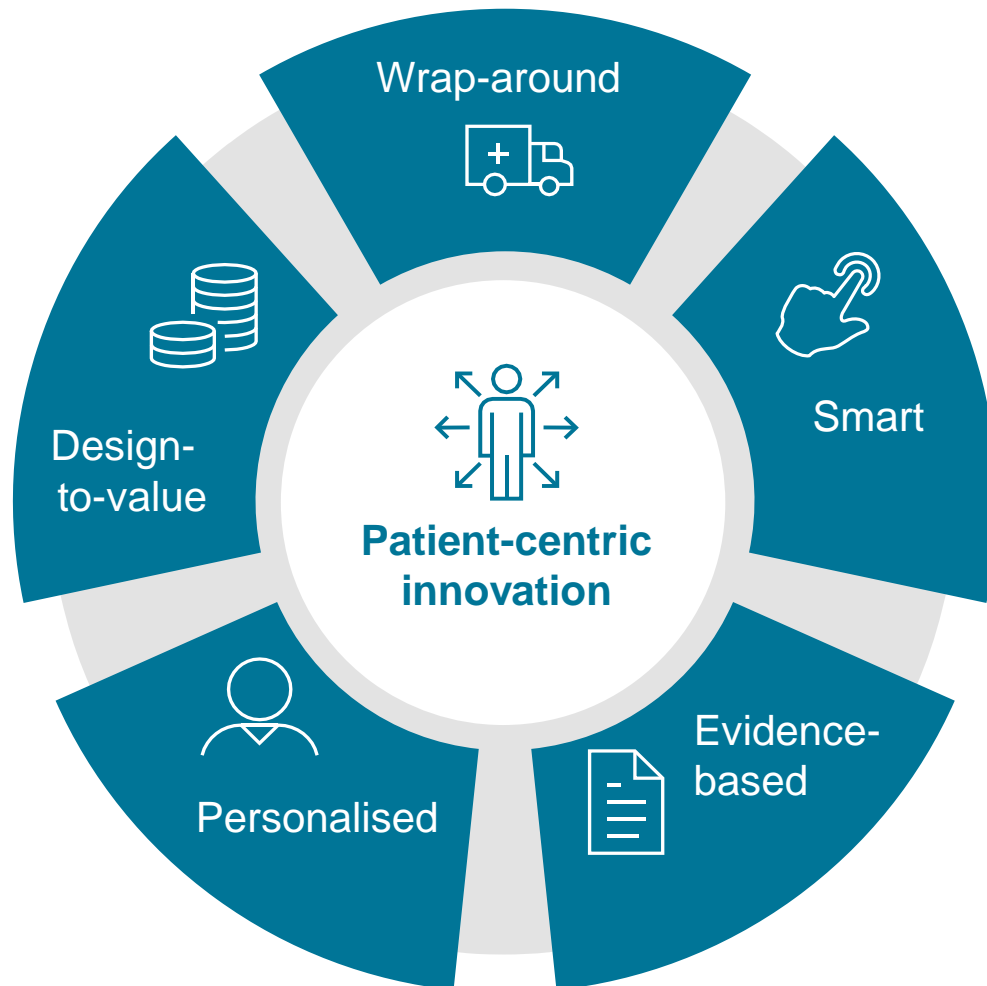 Wrap-around
Smart
Evidence-
based
Personalised
Design-
to-value
Patient-centric
innovation